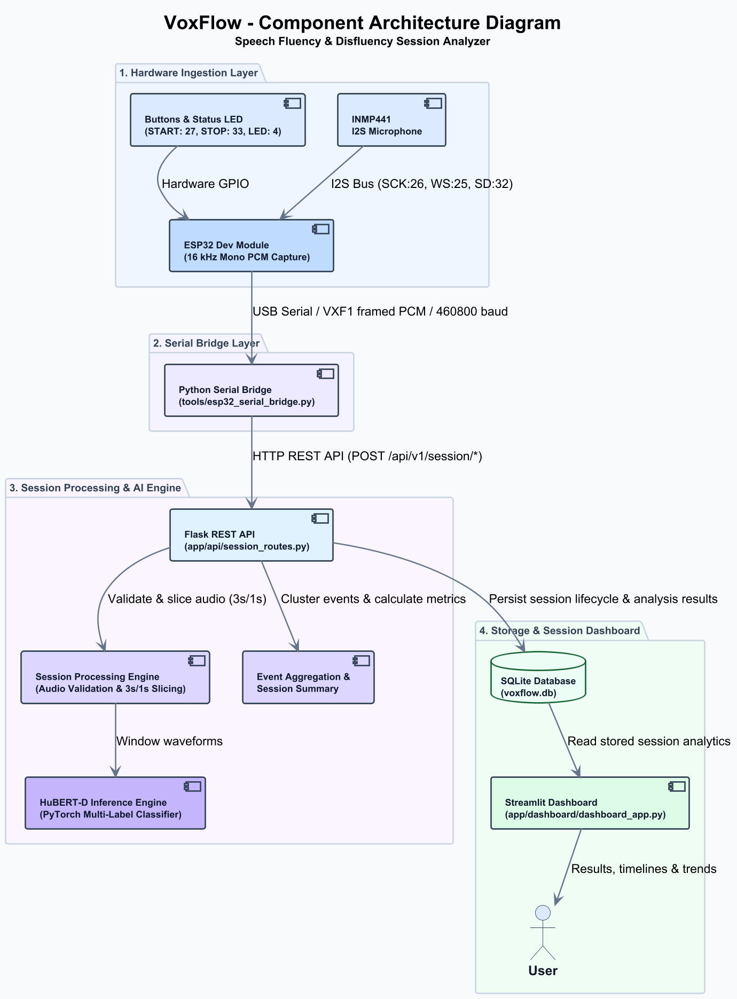 VoxFlow - Component Architecture Diagram
Speech Fluency & Disfluency Session Analyzer
1. Hardware Ingestion Layer
Buttons & Status LED
(START: 27, STOP: 33, LED: 4)
INMP441
I2S Microphone
Hardware GPIO
I2S Bus (SCK:26, WS:25, SD:32)
ESP32 Dev Module
(16 kHz Mono PCM Capture)
USB Serial / VXF1 framed PCM / 460800 baud
2. Serial Bridge Layer
Python Serial Bridge
(tools/esp32_serial_bridge.py)
HTTP REST API (POST /api/v1/session/*)
3. Session Processing & AI Engine
Flask REST API
(app/api/session_routes.py)
Validate & slice audio (3s/1s)
Cluster events & calculate metrics
Persist session lifecycle & analysis results
4. Storage & Session Dashboard
Session Processing Engine
(Audio Validation & 3s/1s Slicing)
Event Aggregation &
Session Summary
SQLite Database
(voxflow.db)
Window waveforms
Read stored session analytics
HuBERT-D Inference Engine
(PyTorch Multi-Label Classifier)
Streamlit Dashboard
(app/dashboard/dashboard_app.py)
Results, timelines & trends
User